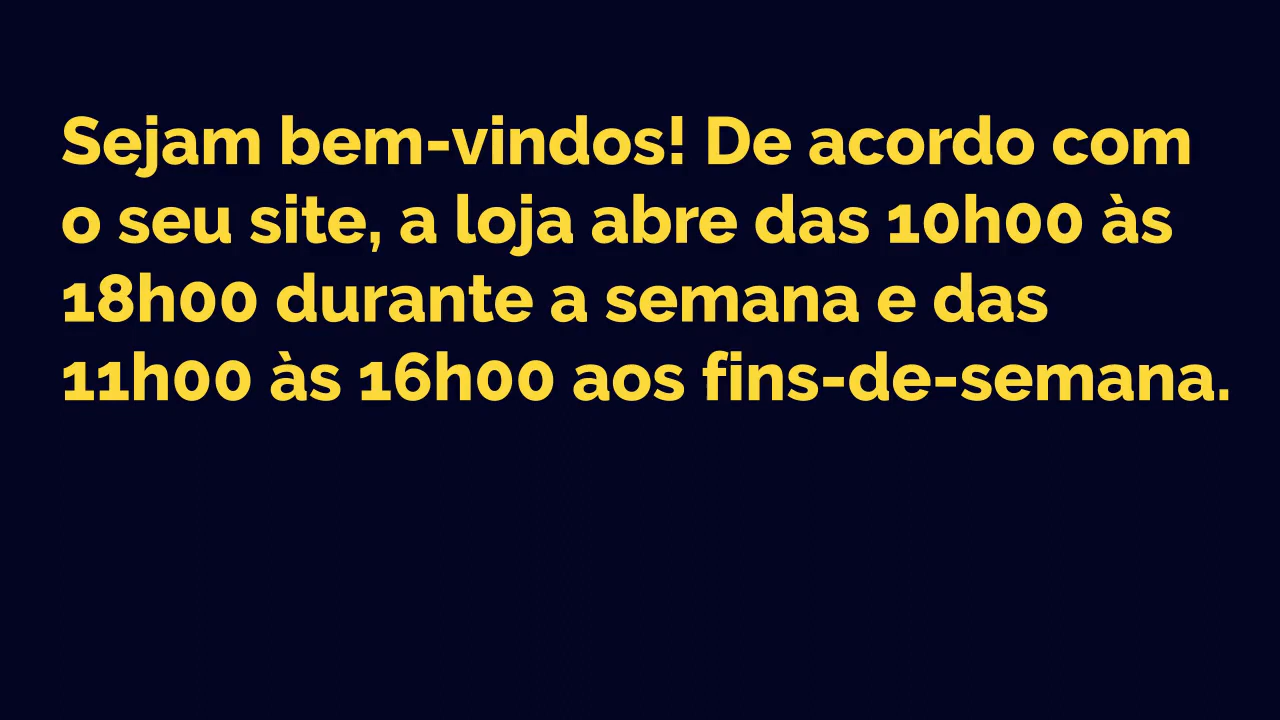 Sejam bem-vindos! De acordo com
o seu site, a loja abre das 10h00 às
18h00 durante a semana e das
11h00 às 16h00 aos fins-de-semana.